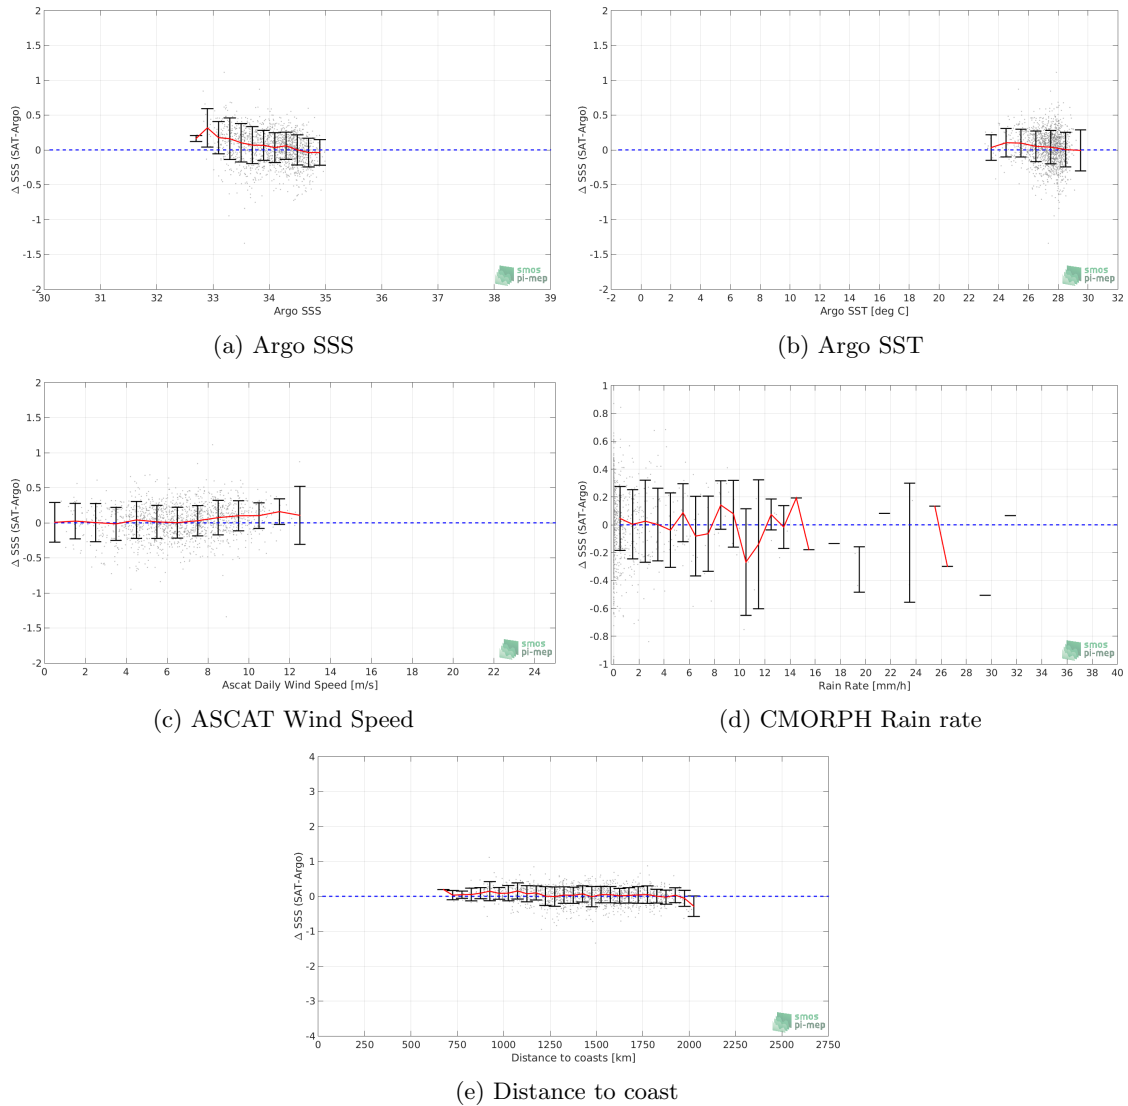 2
1.5
1
0.5
0
-0.5
-1
-1.5
-2
Δ SSS (SAT-Argo)
30 31 32 33 34 35 36 37 38 39
Argo SSS
smos
pi-mep
(a) Argo SSS
2
1.5
1
0.5
0
-0.5
-1
-1.5
-2
Δ SSS (SAT-Argo)
-2 0 2 4 6 8 10 12 14 16 18 20 22 24 26 28 30 32
Argo SST [deg C]
smos
pi-mep
(b) Argo SST
2
1.5
1
0.5
0
-0.5
-1
-1.5
-2
Δ SSS (SAT-Argo)
0 2 4 6 8 10 12 14 16 18 20 22 24
Ascat Daily Wind Speed [m/s]
smos
pi-mep
(c) ASCAT Wind Speed
1
0.8
0.6
0.4
0.2
0
-0.2
-0.4
-0.6
-0.8
-1
Δ SSS (SAT-Argo)
0 2 4 6 8 10 12 14 16 18 20 22 24 26 28 30 32 34 36 38 40
Rain Rate [mm/h]
smos
pi-mep
(d) CMORPH Rain rate
4
3
2
1
0
-1
-2
-3
-4
Δ SSS (SAT-Argo)
0 250 500 750 1000 1250 1500 1750 2000 2250 2500 2750
Distance to coasts [km]
smos
pi-mep
(e) Distance to coast